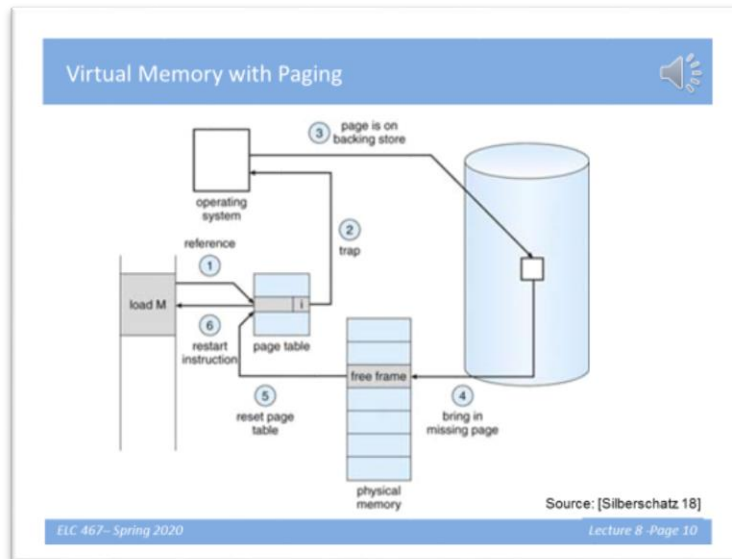 Virtual Memory with Paging
3
page is on
backing store
operating
system
2
trap
reference
1
load M
i
6
restart
instruction
page table
free frame
5
reset page
table
4
bring in
missing page
physical
memory
Source: [Silberschatz 18]
ELC 467– Spring 2020
Lecture 8 -Page 10